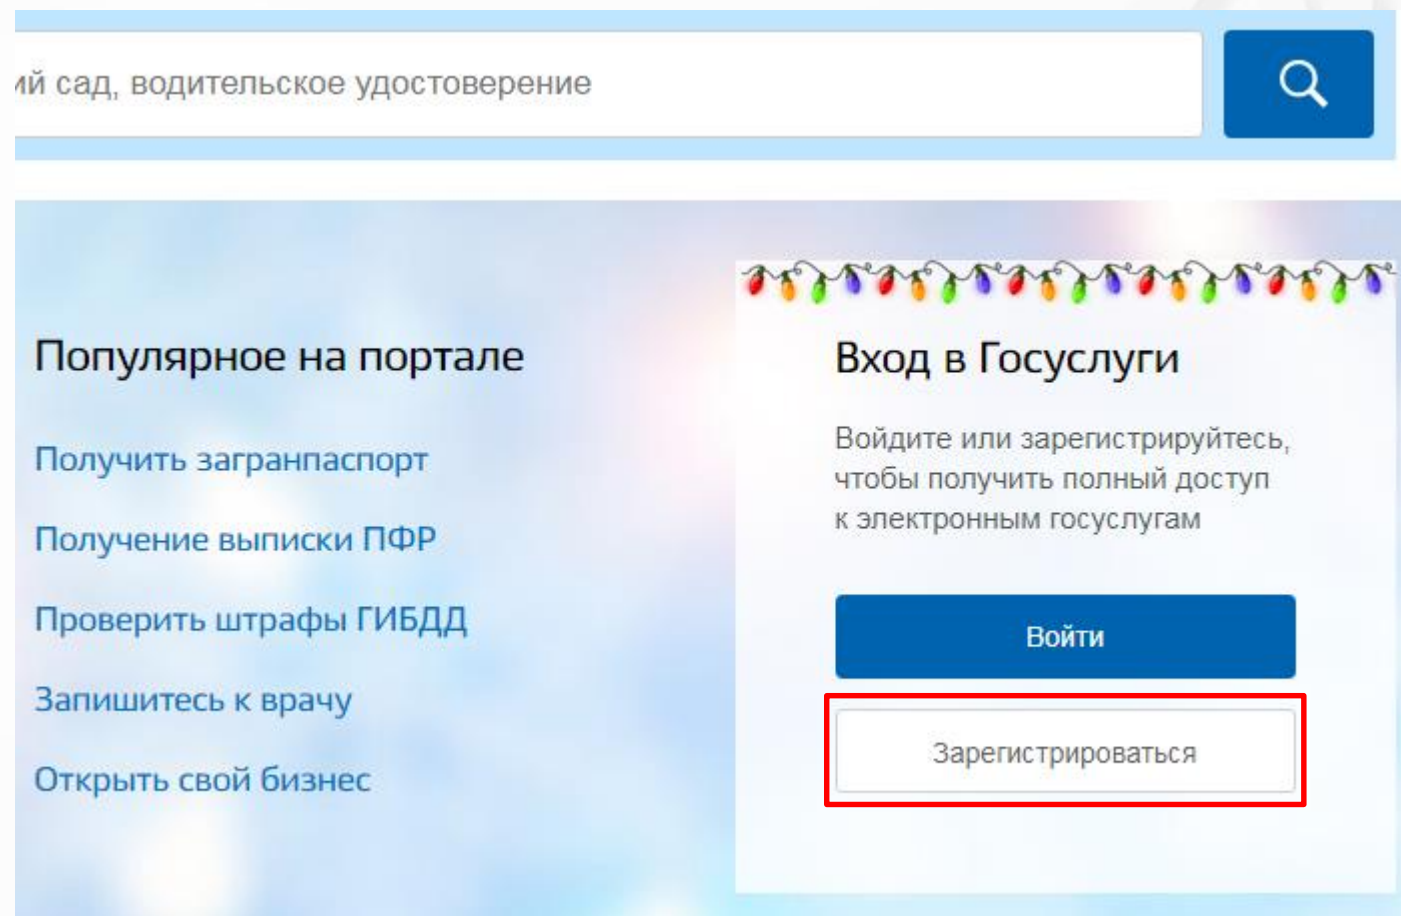 сад, водительское удостоверение
Популярное на портале
Получить загранпаспорт
Получение выписки ПФР
Проверить штрафы ГИБДД
Запишитесь к врачу
Открыть свой бизнес
Вход в Госуслуги
Войдите или зарегистрируйтесь,
чтобы получить полный доступ
к электронным госуслугам
Войти
Зарегистрироваться